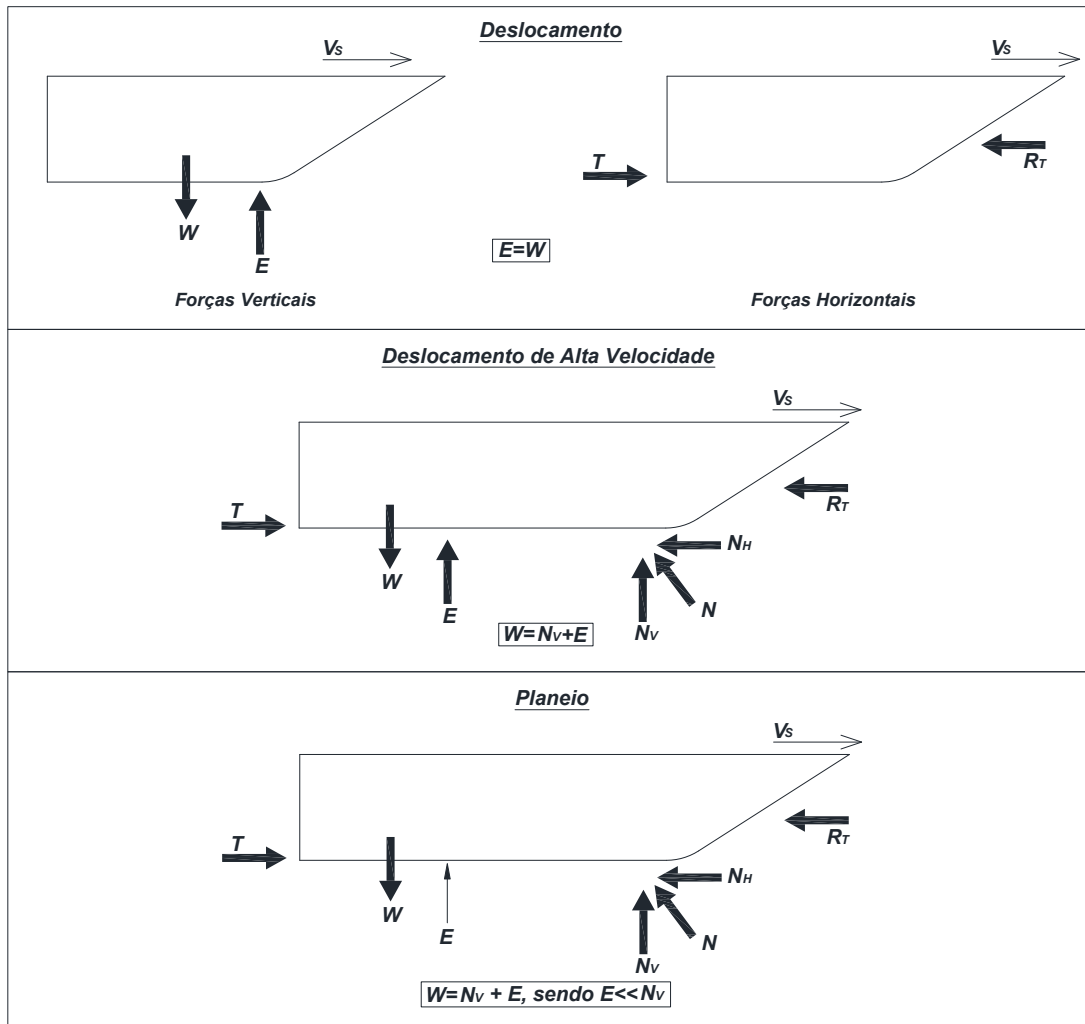 Deslocamento
VS
VS
T
RT
W
E
E=W
Forças Verticais
Forças Horizontais
Deslocamento de Alta Velocidade
VS
T
RT
NH
W
E
N
NV
W=NV+E
Planeio
VS
T
RT
NH
W
E
N
NV
W=NV + E, sendo E<<NV